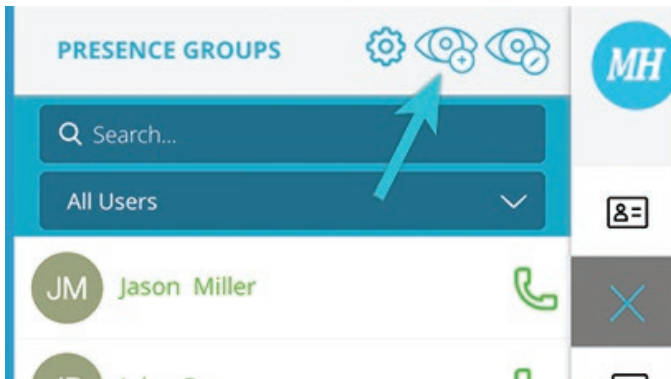 PRESENCE GROUPS
MH
Search...
All Users
JM Jason Miller